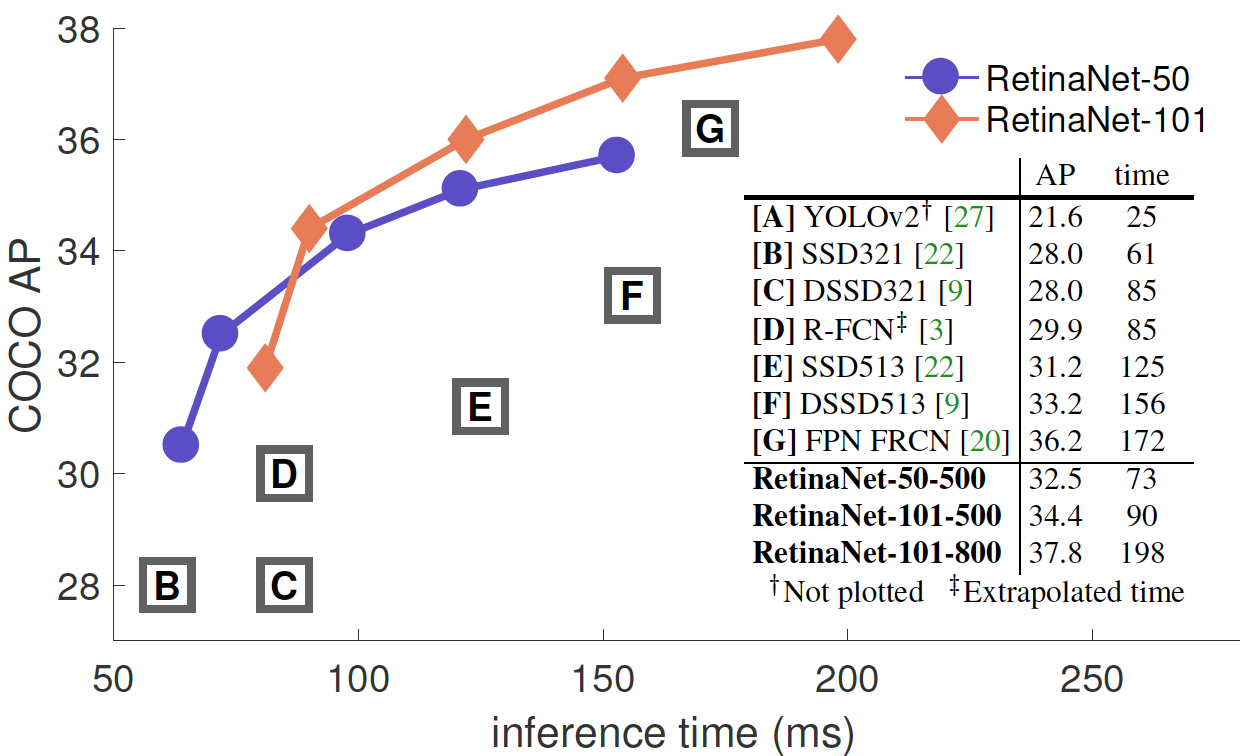 38
36
34
32
30
28
COCO AP
50
100
150
200
250
inference time (ms)
B
C
D
E
F
G
RetinaNet-50
RetinaNet-101
AP time
[A] YOLOv2† [27] 21.6 25
[B] SSD321 [22] 28.0 61
[C] DSSD321 [9] 28.0 85
[D] R-FCN‡ [3] 29.9 85
[E] SSD513 [22] 31.2 125
[F] DSSD513 [9] 33.2 156
[G] FPN FRCN [20] 36.2 172
RetinaNet-50-500 32.5 73
RetinaNet-101-500 34.4 90
RetinaNet-101-800 37.8 198
†Not plotted ‡Extrapolated time